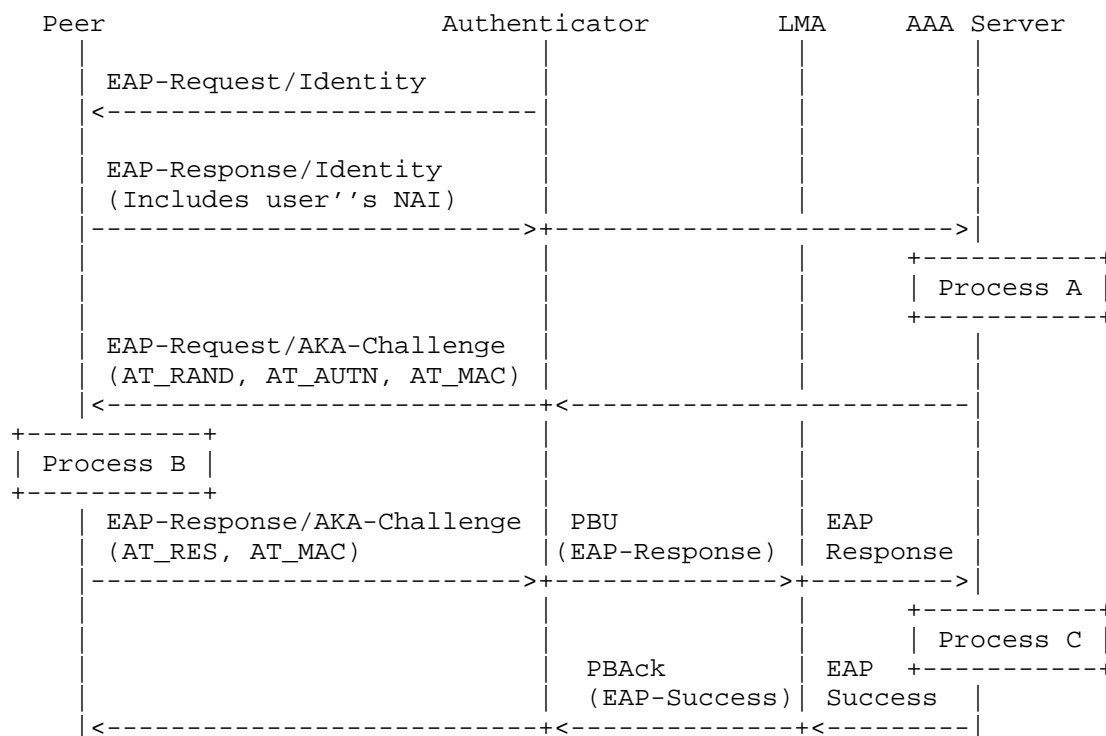 Peer Authenticator LMA AAA Server
EAP-Request/Identity
EAP-Response/Identity
(Includes user''s NAI)
Process A
EAP-Request/AKA-Challenge
(AT_RAND, AT_AUTN, AT_MAC)
Process B
EAP-Response/AKA-Challenge PBU EAP
(AT_RES, AT_MAC) (EAP-Response) Response
Process C
PBAck EAP
(EAP-Success) Success